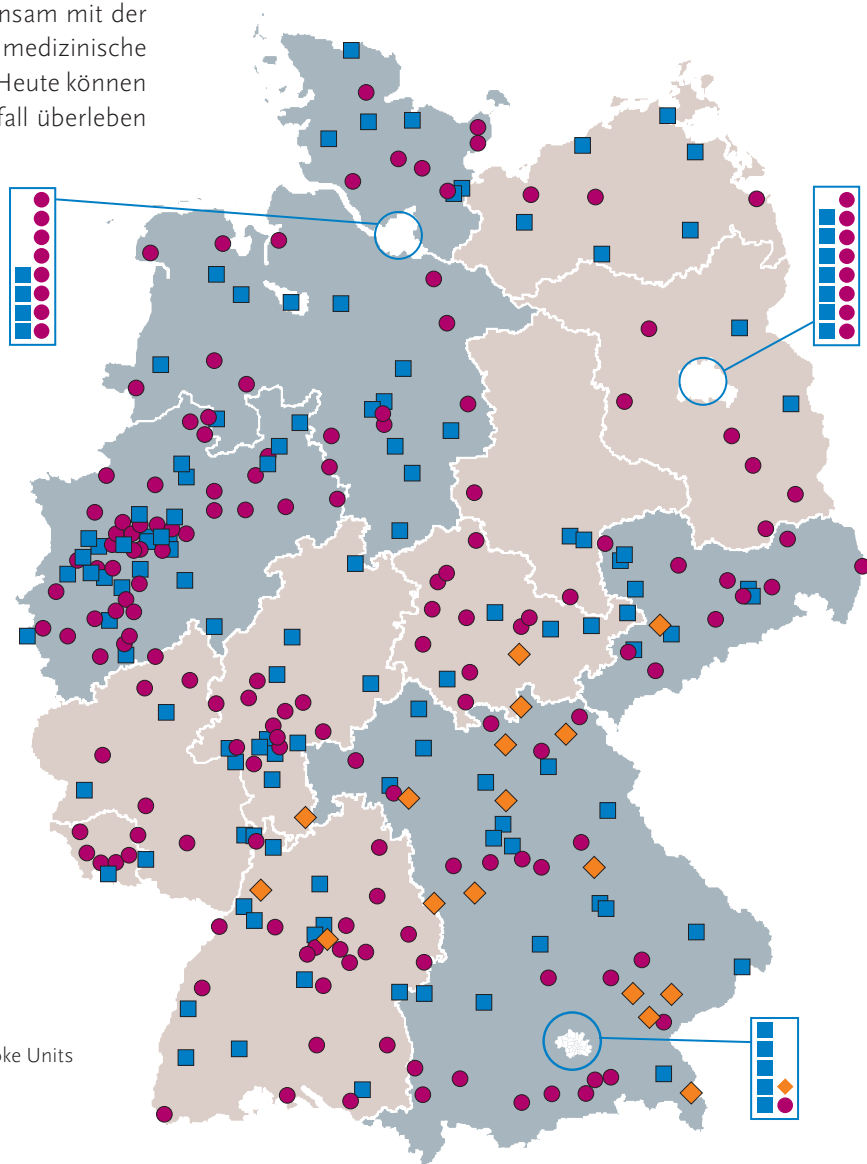 nsam mit der
medizinische
Heute können
fall überleben
oke Units